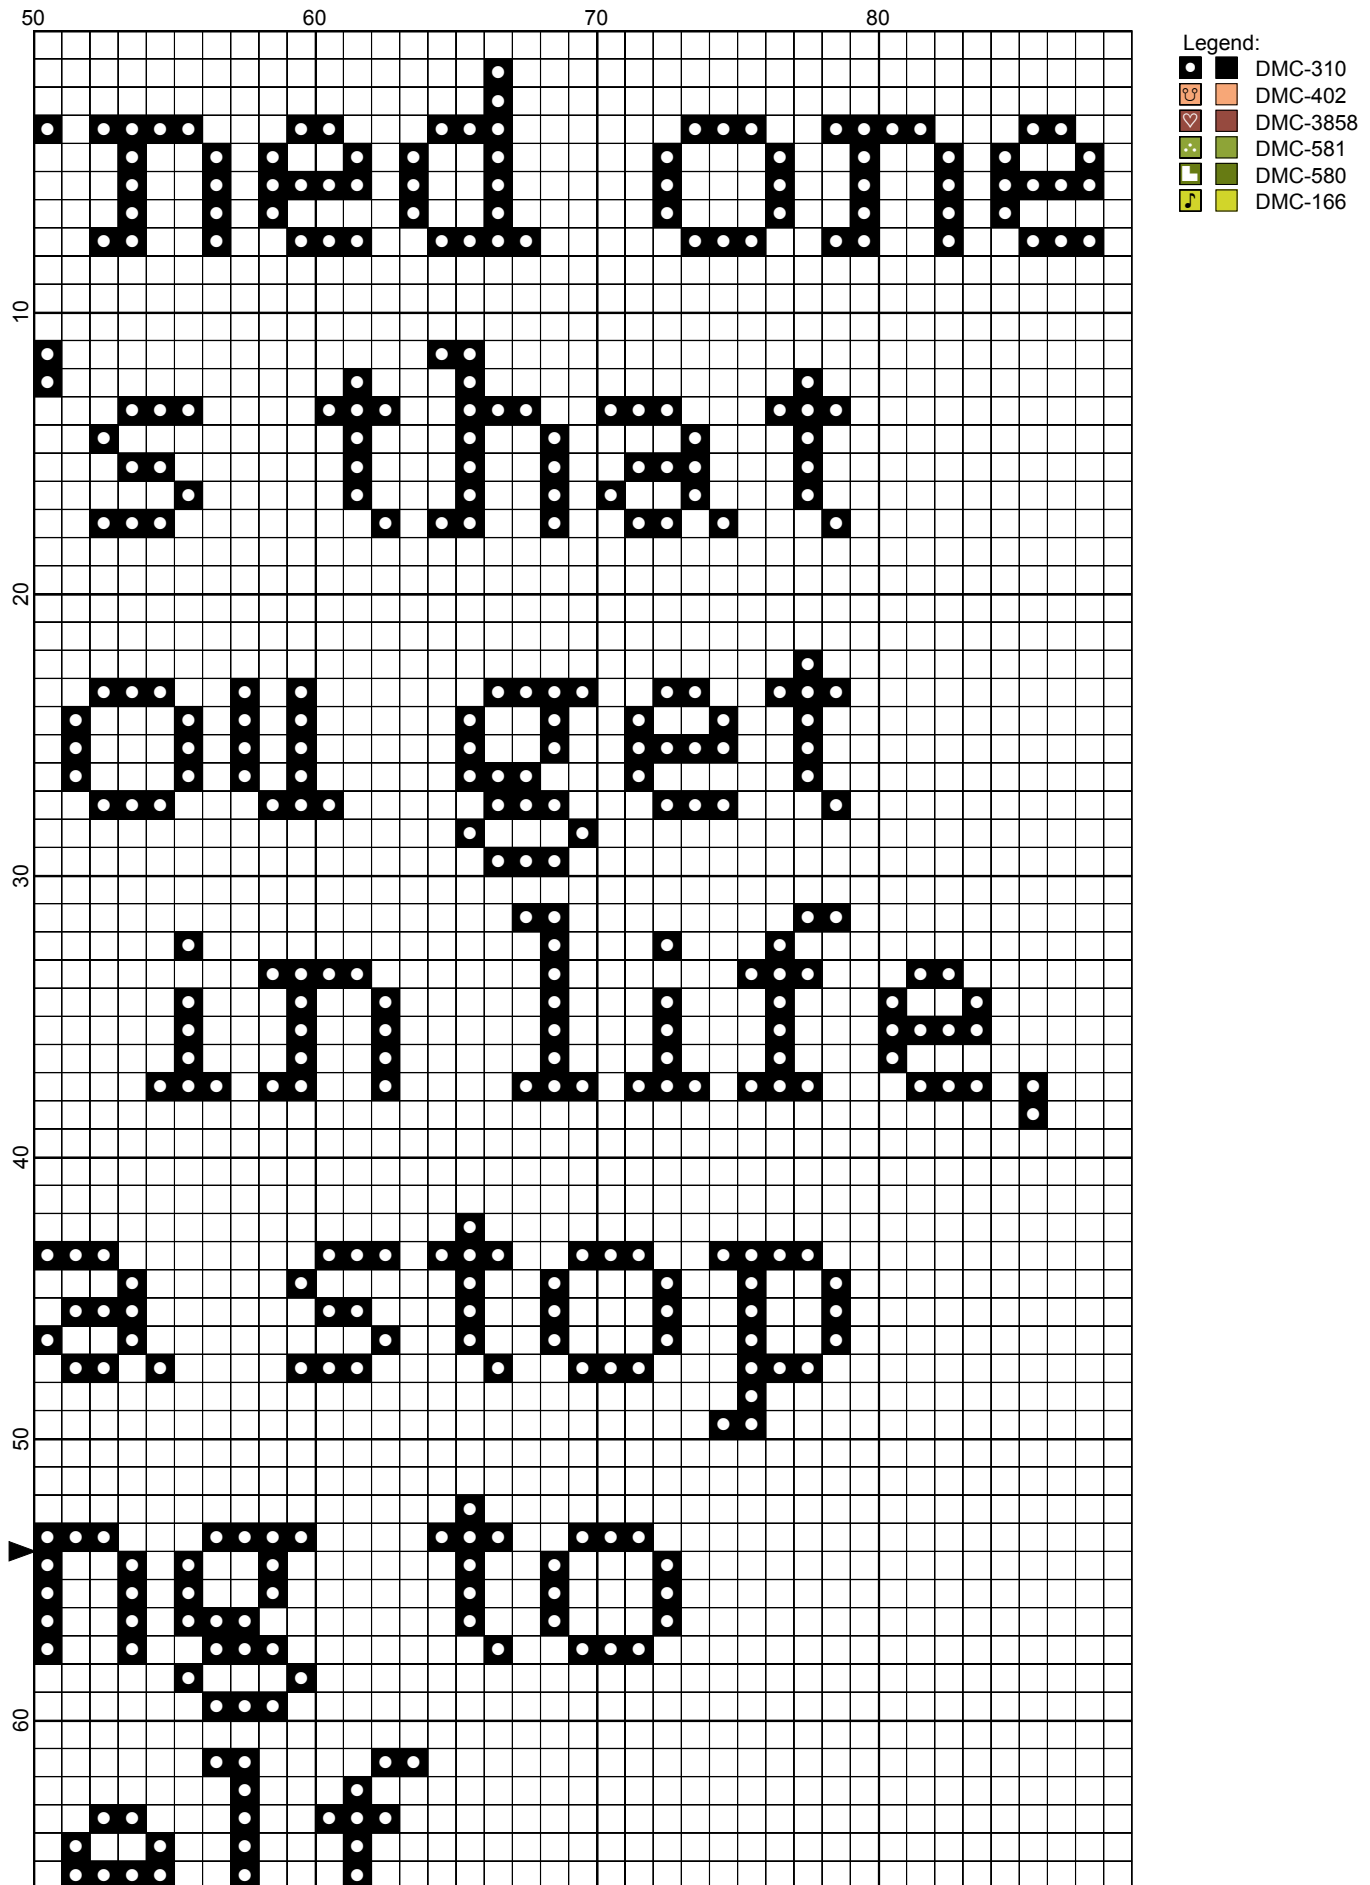 50 60 70 80
Legend:
DMC-310
DMC-402
DMC-3858
DMC-581
DMC-580
DMC-166
ned one
10
s that
20
ou get
30
in life,
40
a stop
50
ng to
60
elf